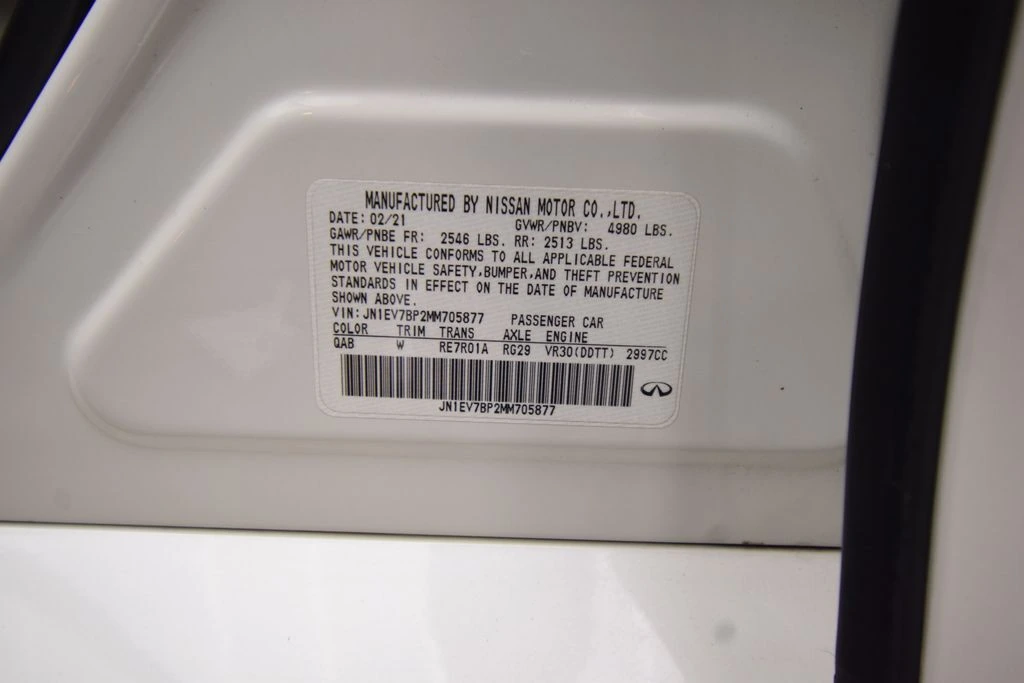 MANUFACTURED BY NISSAN MOTOR CO.,LTD.
DATE: 02/21 GVWR/PNBV: 4980 LBS.
GAWR/PNBE FR: 2546 LBS. RR: 2513 LBS.
THIS VEHICLE CONFORMS TO ALL APPLICABLE FEDERAL
MOTOR VEHICLE SAFETY,BUMPER,AND THEFT PREVENTION
STANDARDS IN EFFECT ON THE DATE OF MANUFACTURE
SHOWN ABOVE.
VIN: JN1EV7BP2MM705877 PASSENGER CAR
COLOR TRIM TRANS AXLE ENGINE
QAB W RE7R01A RG29 VR30(DDTT) 2997CC
JN1EV7BP2MM705877